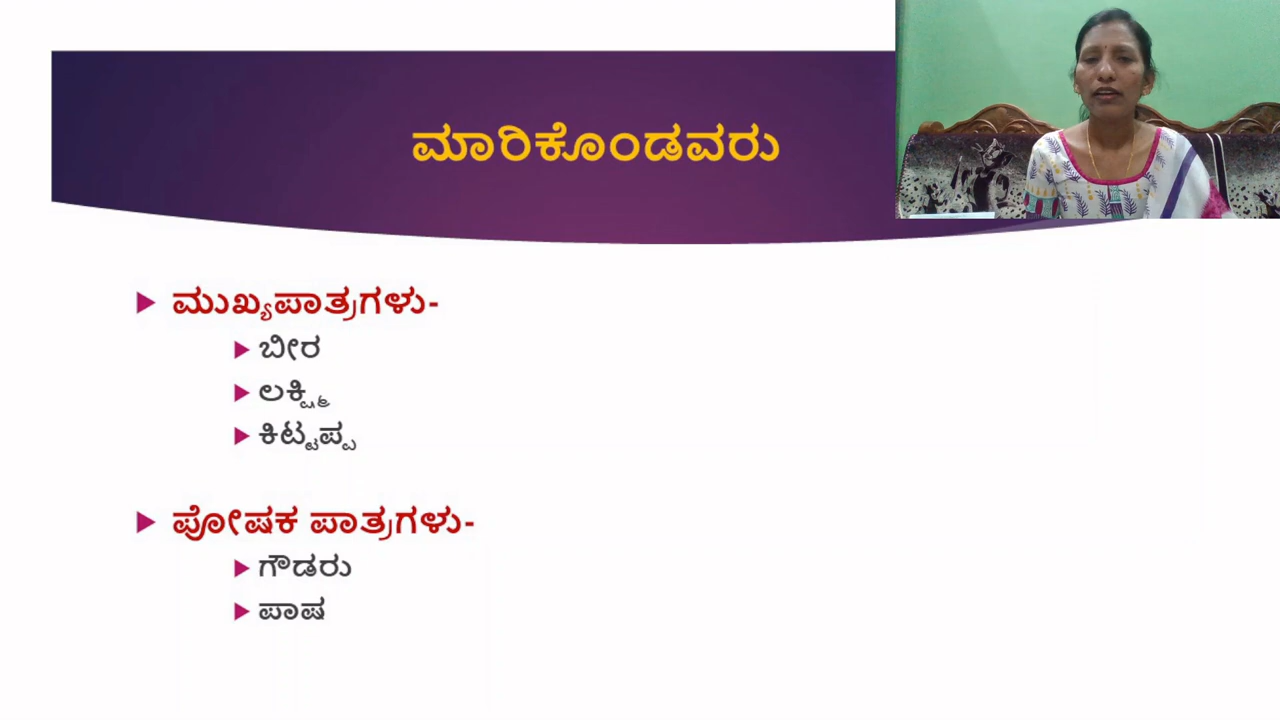 ಮಾರಿಕೊಂಡವರು
ಮುಖ್ಯಪಾತ್ರಗಳು-
ಬೀರ
ಲಕ್ಷ್ಮಿ
ಕಿಟ್ಟಪ್ಪ
ಪೋಷಕ ಪಾತ್ರಗಳು-
ಗೌಡರು
ಪಾಷ